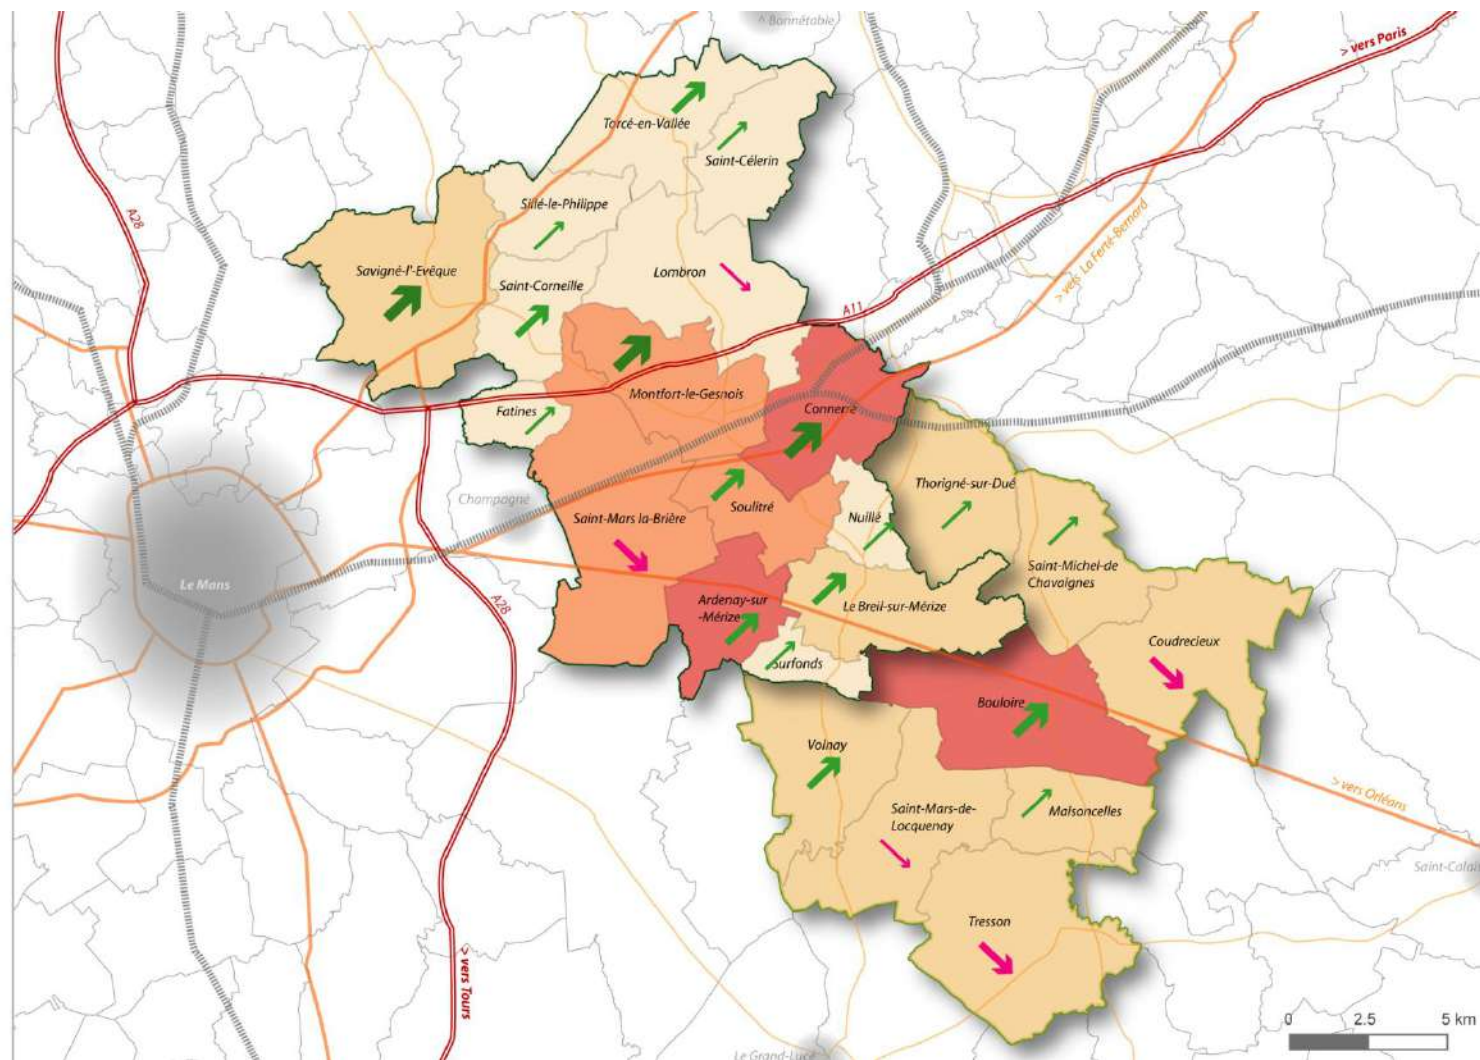 ^ Bonnétable
> vers Paris
Torcé-en-Vallée
Saint-Célerin
A28
Sillé-le-Philippe
> vers La Ferté-Bernard
Savigné-l'-Evêque
Lombron
Saint-Corneille
A11
Montfort-le-Gesnois
Fatines
Connerré
Thorigné-sur-Dué
Champagné
Soulitré
Nuillé
Saint-Mars la-Brière
Saint-Michel-de
Chavaignes
Le Mans
A28
Ardenay-sur
-Mérize
Le Breil-sur-Mérize
Coudrecieux
Surfonds
Bouloire
Volnay
> vers Orléans
Saint-Mars-de-
Locquenay
Maisoncelles
Saint-Calais
Tresson
> vers Tours
0 2.5 5 km
Le Grand-Lucé